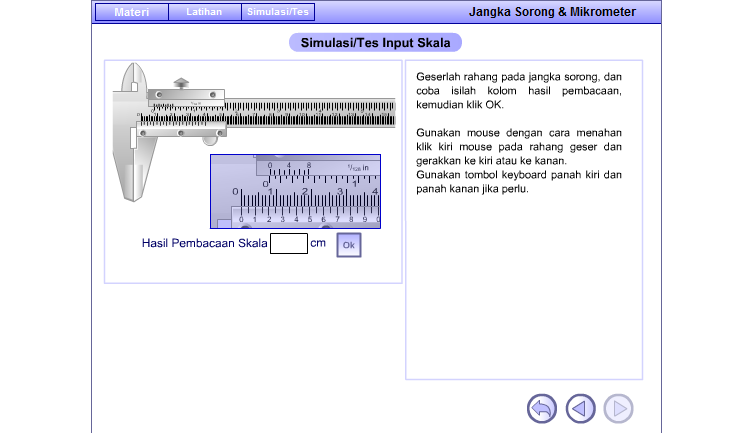 Materi Latihan Simulasi/Tes Jangka Sorong & Mikrometer
Simulasi/Tes Input Skala
Geserlah rahang pada jangka sorong, dan
coba isilah kolom hasil pembacaan,
kemudian klik OK.
Gunakan mouse dengan cara menahan
klik kiri mouse pada rahang geser dan
gerakkan ke kiri atau ke kanan.
Gunakan tombol keyboard panah kiri dan
panah kanan jika perlu.
0 4 8 1/128 in
0 1
0 1 2 3 4
0 1 2 3 4 5 6 7 8 9 0
Hasil Pembacaan Skala cm Ok